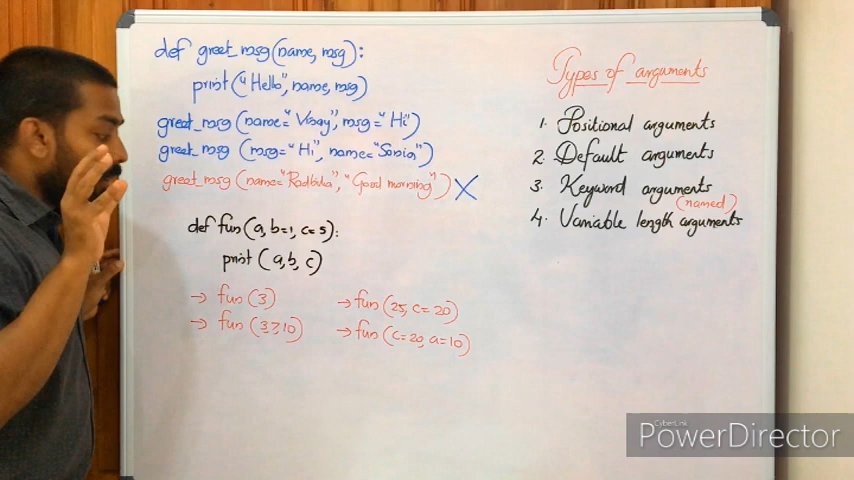 def greet_msg(name, msg):
print("Hello", name, msg)
greet_msg (name="Vinay", msg="Hi")
greet_msg (msg="Hi", name="Sonia")
greet_msg (name="Radhika", "Good morning") X
def fun(a, b=1, c=5):
print (a, b, c)
→ fun (3)
→ fun (3,7,10)
→ fun (25, c=20)
→ fun (c=20, a=10)
Types of arguments
1. Positional arguments
2. Default arguments
3. Keyword arguments
(named)
4. Variable length arguments
CyberLink
PowerDirector